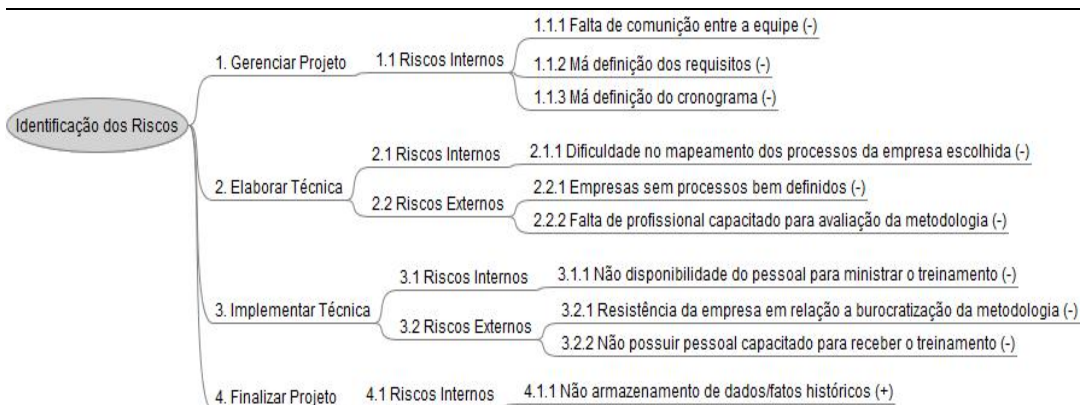 Identificação dos Riscos
1. Gerenciar Projeto
1.1 Riscos Internos
1.1.1 Falta de comunição entre a equipe (-)
1.1.2 Má definição dos requisitos (-)
1.1.3 Má definição do cronograma (-)
2. Elaborar Técnica
2.1 Riscos Internos
2.1.1 Dificuldade no mapeamento dos processos da empresa escolhida (-)
2.2 Riscos Externos
2.2.1 Empresas sem processos bem definidos (-)
2.2.2 Falta de profissional capacitado para avaliação da metodologia (-)
3. Implementar Técnica
3.1 Riscos Internos
3.1.1 Não disponibilidade do pessoal para ministrar o treinamento (-)
3.2 Riscos Externos
3.2.1 Resistência da empresa em relação a burocratização da metodologia (-)
3.2.2 Não possuir pessoal capacitado para receber o treinamento (-)
4. Finalizar Projeto
4.1 Riscos Internos
4.1.1 Não armazenamento de dados/fatos históricos (+)